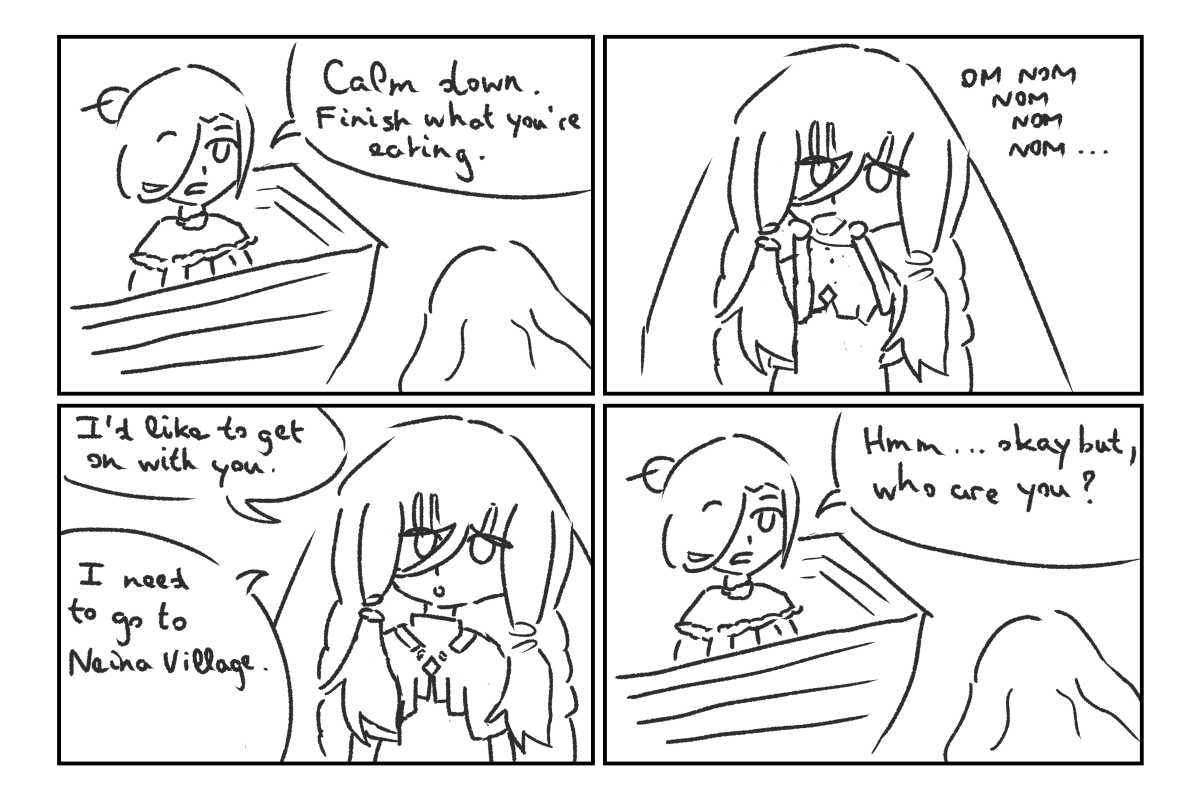 Calm down.
Finish what you're
eating.
OM NOM
NOM
NOM
NOM ...
I'd like to get
on with you.
I need
to go to
Neina Village.
Hmm ... okay but,
who are you?